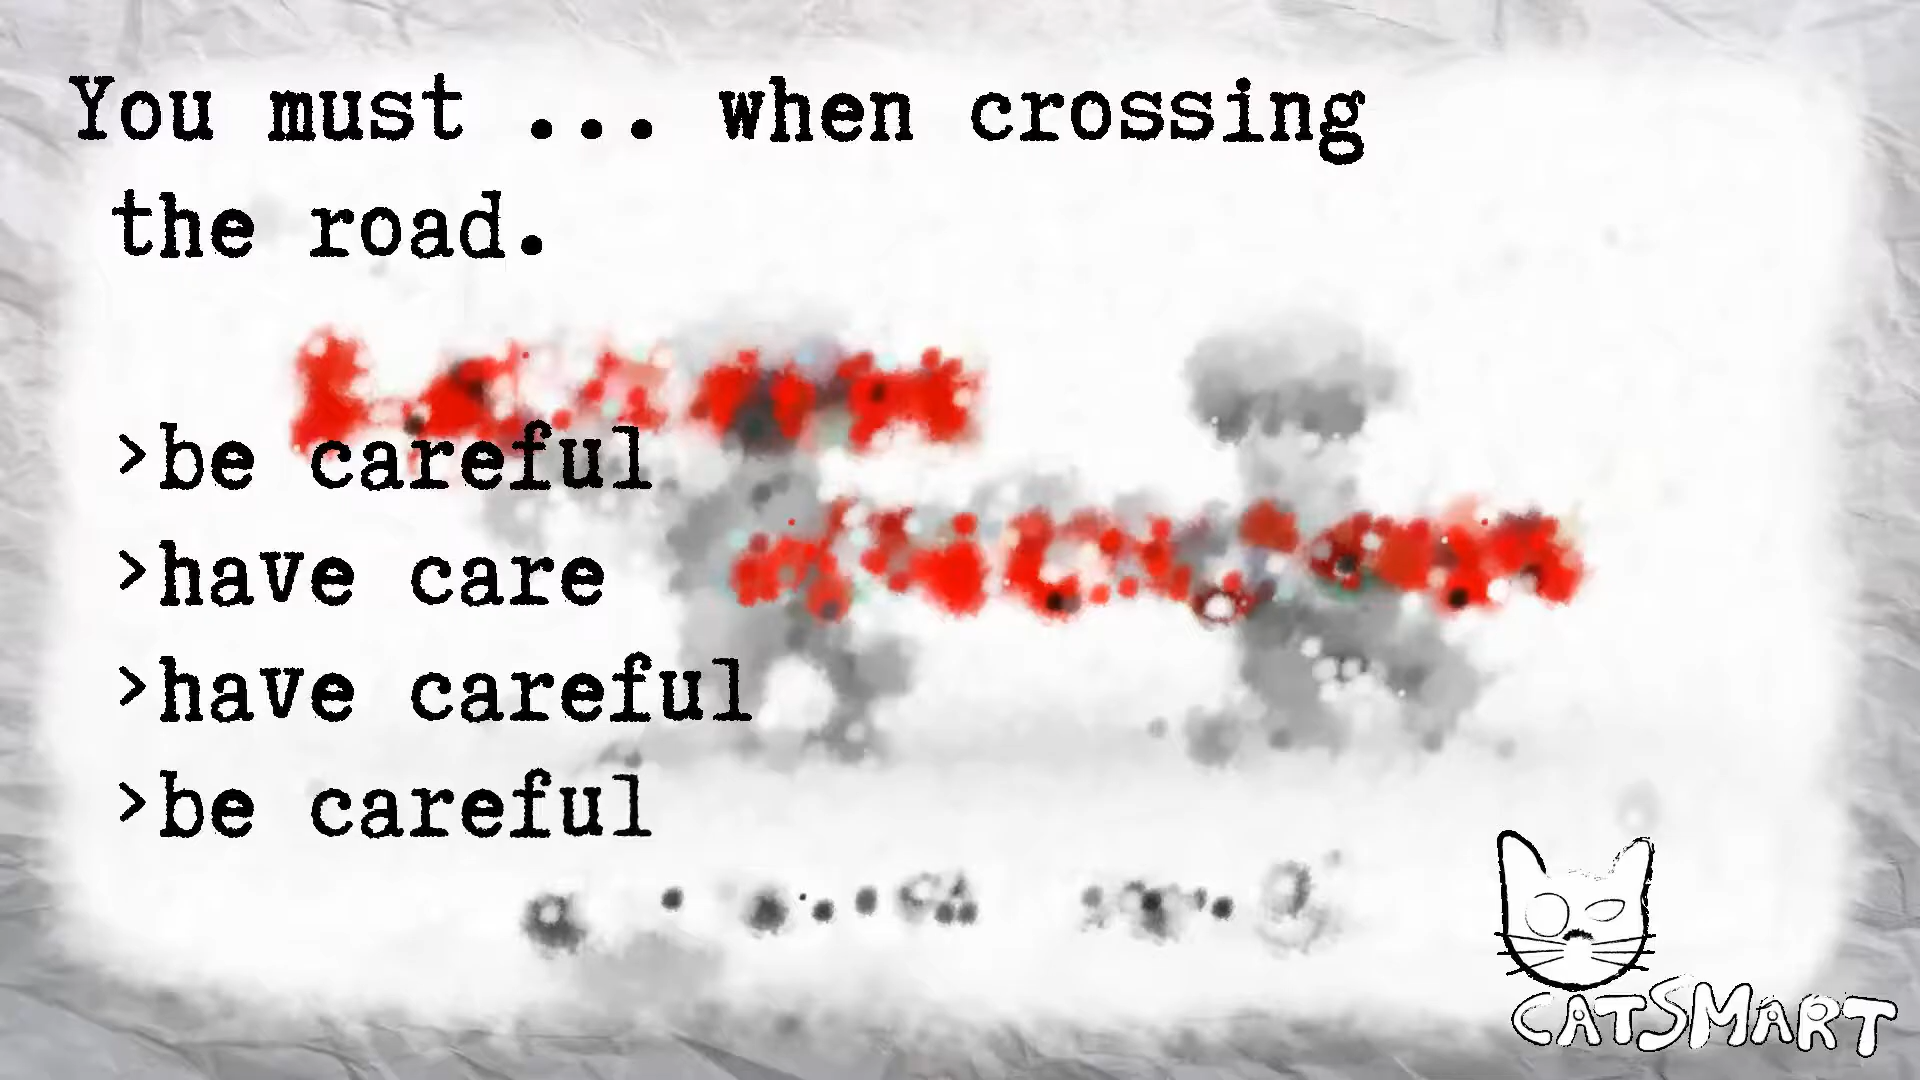 You must ... when crossing
the road.
>be careful
>have care
>have careful
>be careful
CATSMART